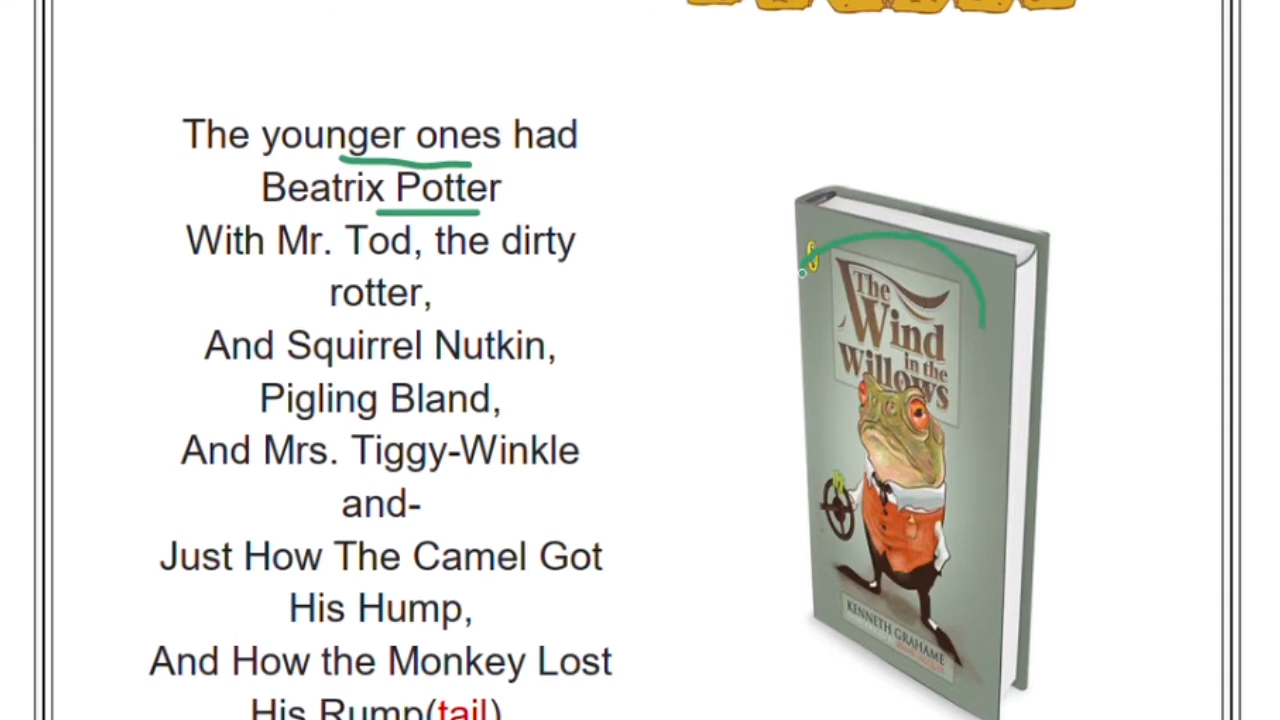 The younger ones had
Beatrix Potter
With Mr. Tod, the dirty
rotter,
And Squirrel Nutkin,
Pigling Bland,
And Mrs. Tiggy-Winkle
and-
Just How The Camel Got
His Hump,
And How the Monkey Lost
His Rump(tail)
The
Wind
in the
Willows
KENNETH GRAHAME